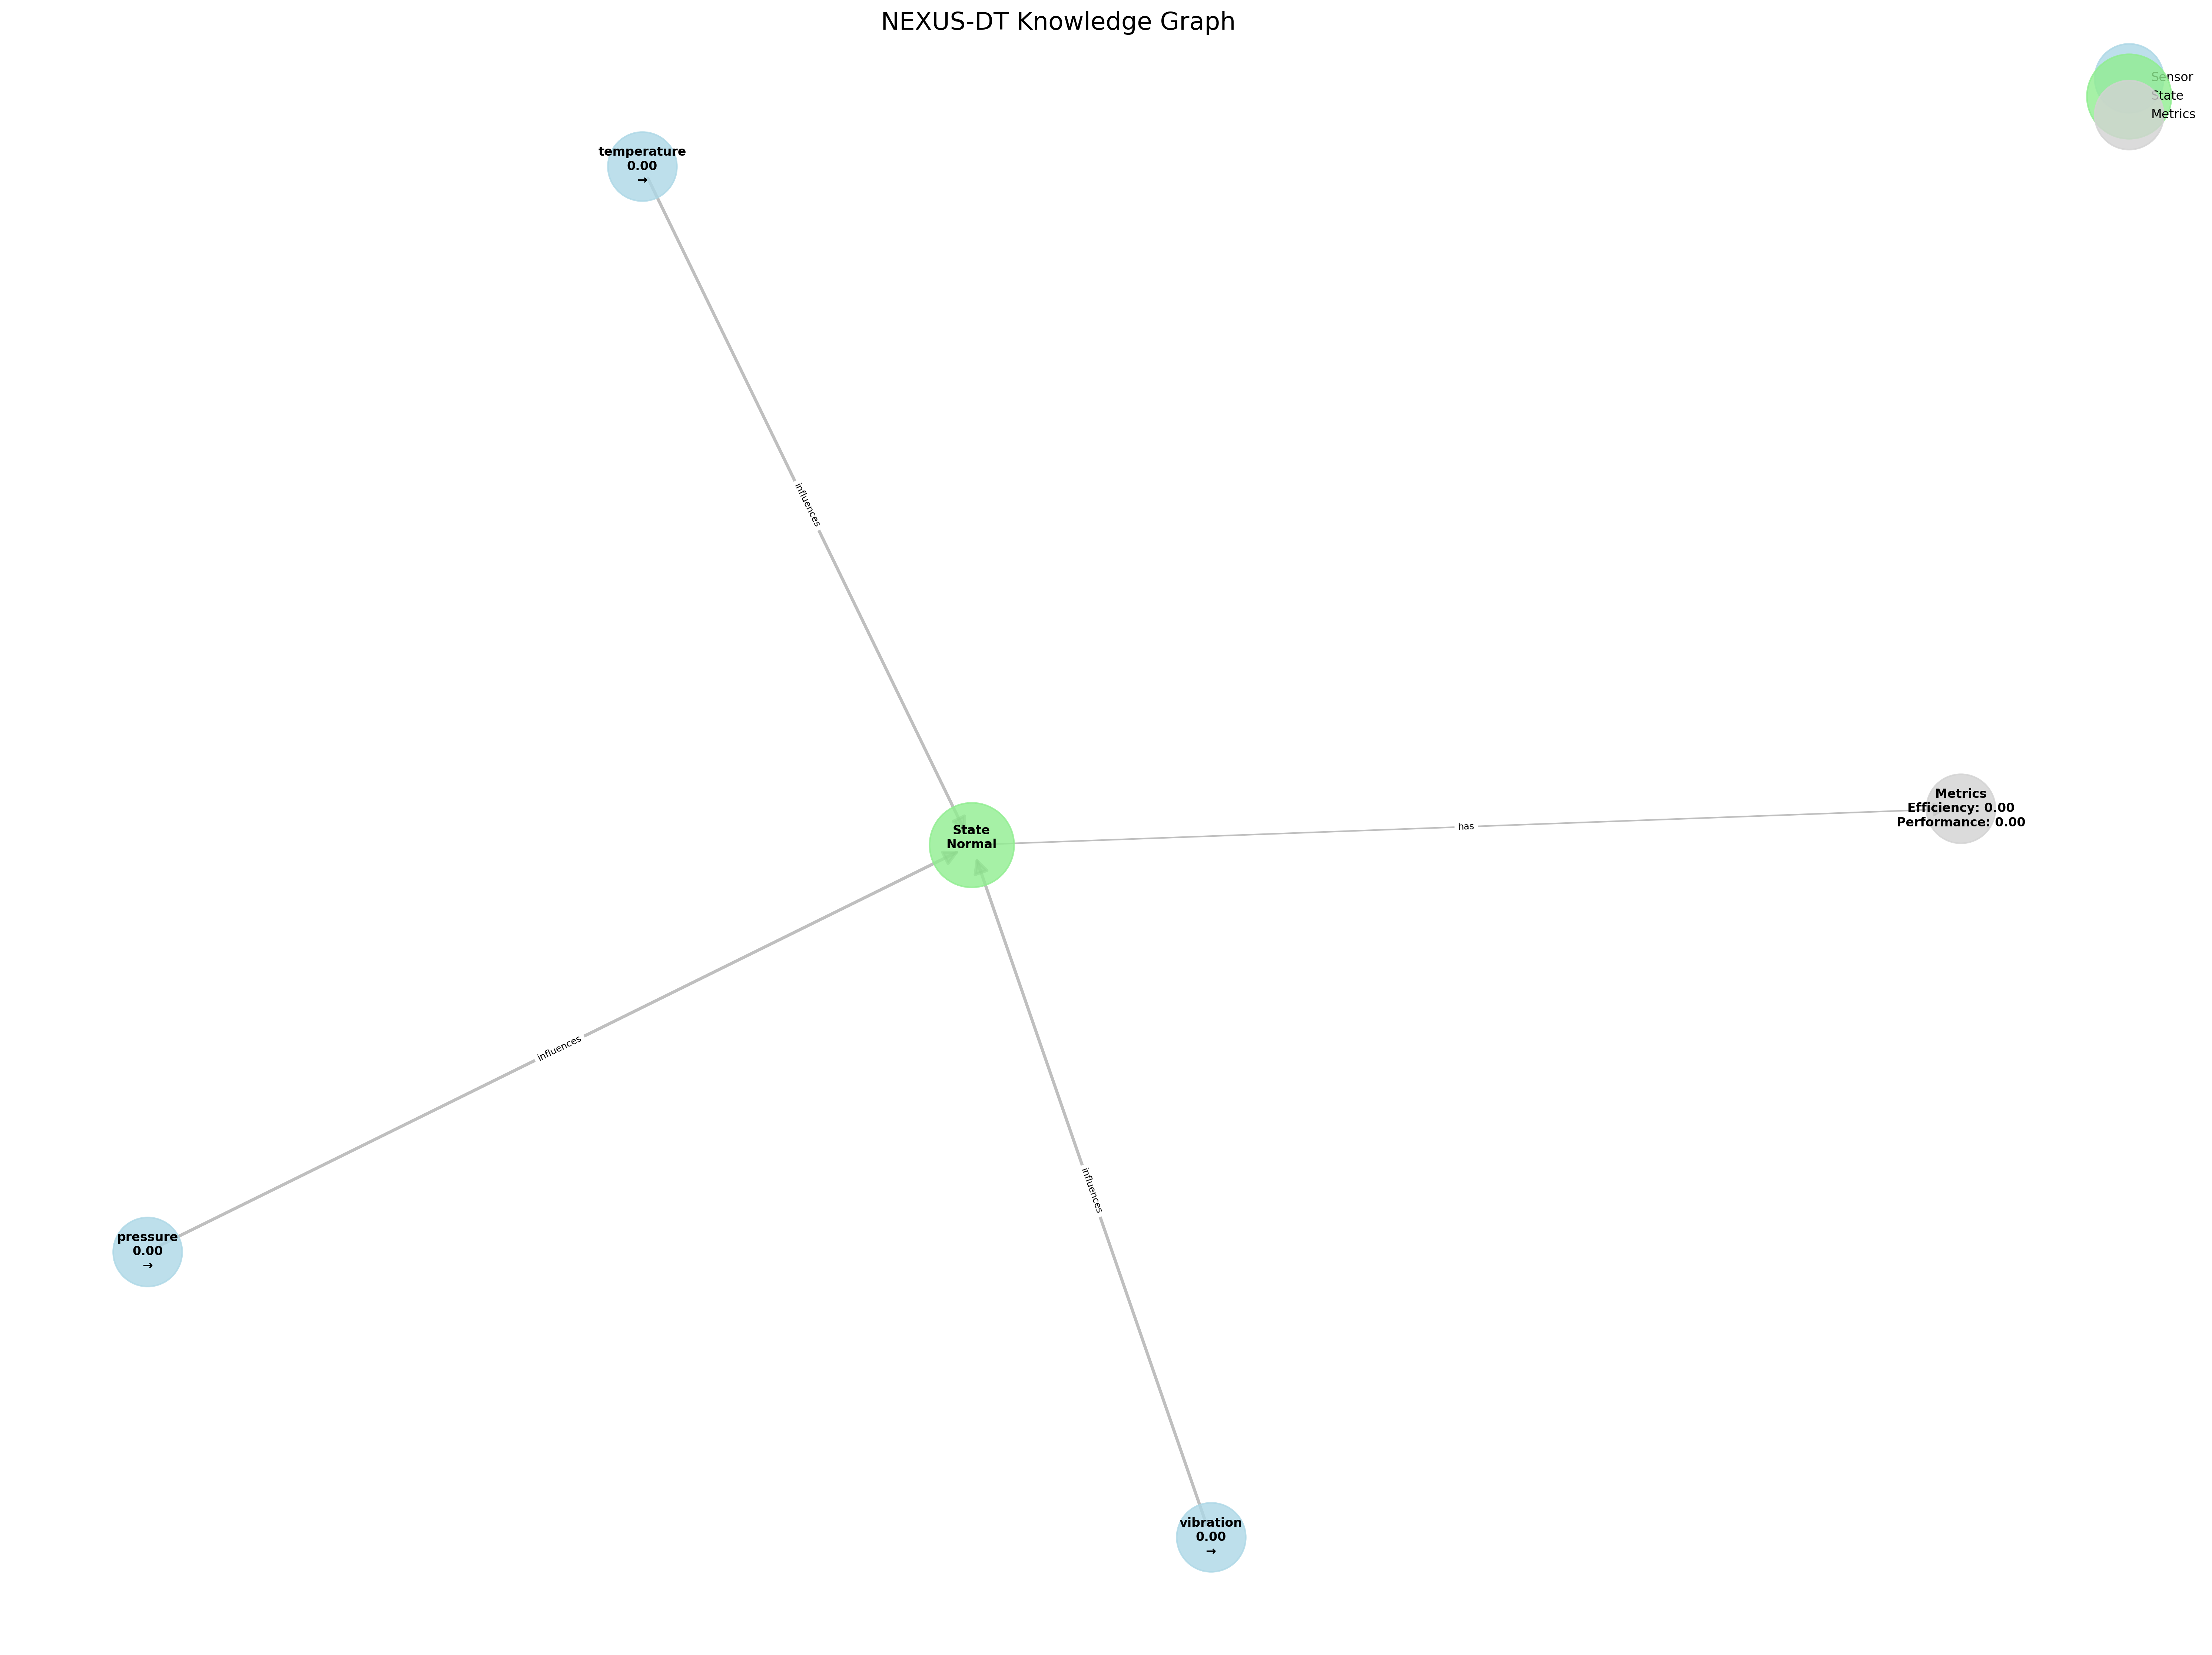 NEXUS-DT Knowledge Graph
Sensor
State
Metrics
temperature
0.00
→
influences
State
Normal
has
Metrics
Efficiency: 0.00
Performance: 0.00
influences
influences
pressure
0.00
→
vibration
0.00
→